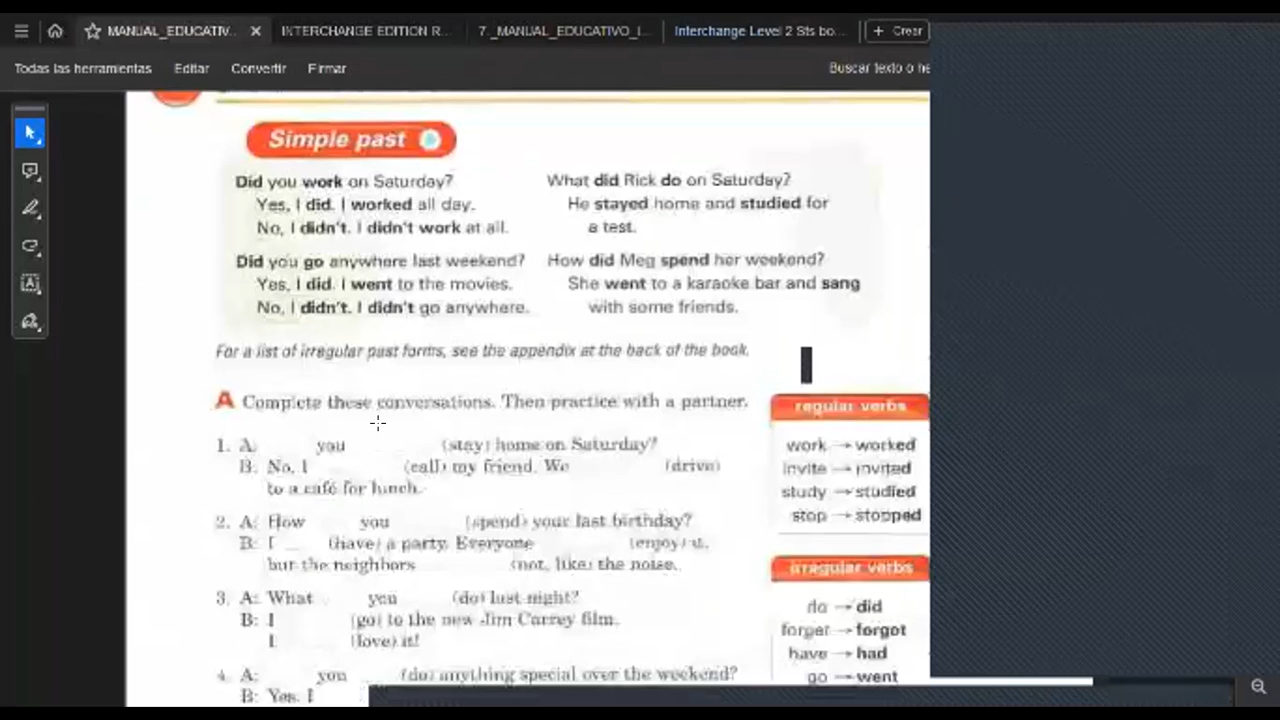 MANUAL_EDUCATIV...
INTERCHANGE EDITION R...
7._MANUAL_EDUCATIVO_I...
Interchange Level 2 Sts bo...
+ Crear
Todas las herramientas
Editar
Convertir
Firmar
Buscar texto o he
Simple past
Did you work on Saturday?
Yes, I did. I worked all day.
No, I didn't. I didn't work at all.
Did you go anywhere last weekend?
Yes, I did. I went to the movies.
No, I didn't. I didn't go anywhere.
What did Rick do on Saturday?
He stayed home and studied for
a test.
How did Meg spend her weekend?
She went to a karaoke bar and sang
with some friends.
For a list of irregular past forms, see the appendix at the back of the book.
A Complete these conversations. Then practice with a partner.
1. A: you (stay) home on Saturday?
B: No, I (call) my friend. We (drive)
to a café for lunch.
2. A: How you (spend) your last birthday?
B: I (have) a party. Everyone (enjoy) it,
but the neighbors (not, like) the noise.
3. A: What you (do) last night?
B: I (go) to the new Jim Carrey film.
I (love) it!
4. A: you (do) anything special over the weekend?
B: Yes, I
regular verbs
work → worked
invite → invited
study → studied
stop → stopped
irregular verbs
do → did
forget → forgot
have → had
go → went